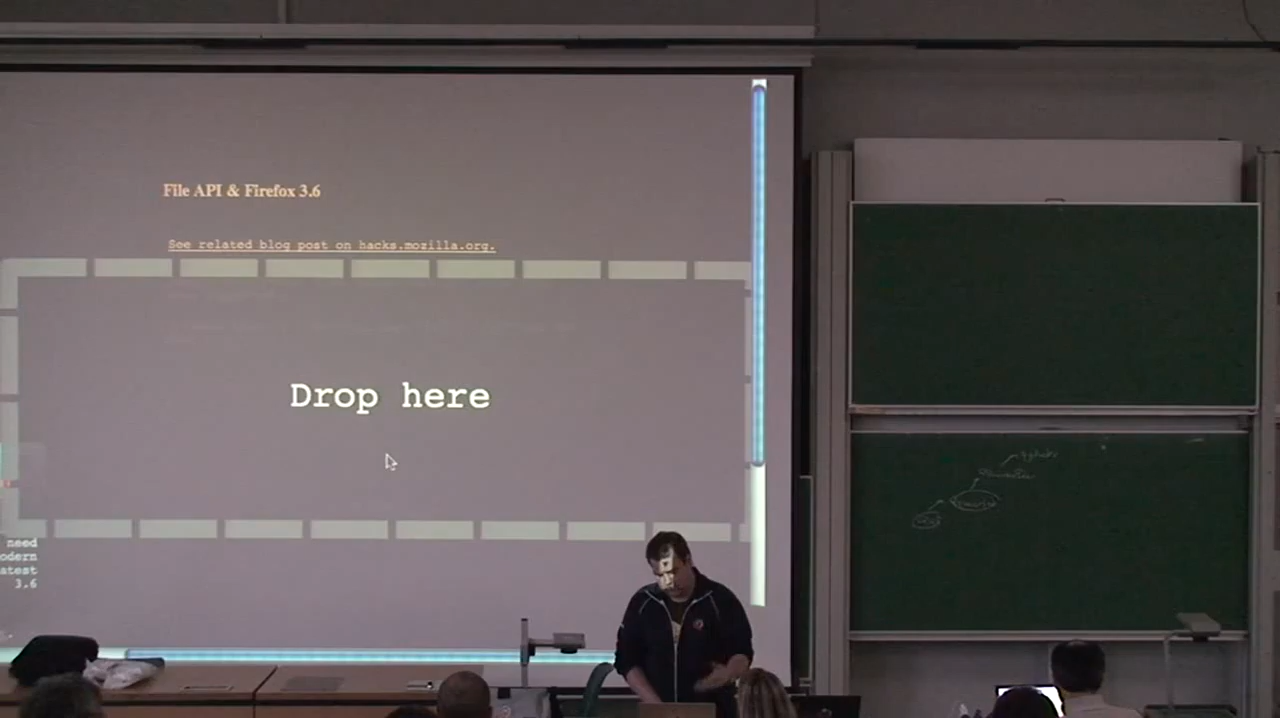 File API & Firefox 3.6
See related blog post on hacks.mozilla.org.
Drop here
need
odern
atest
3.6